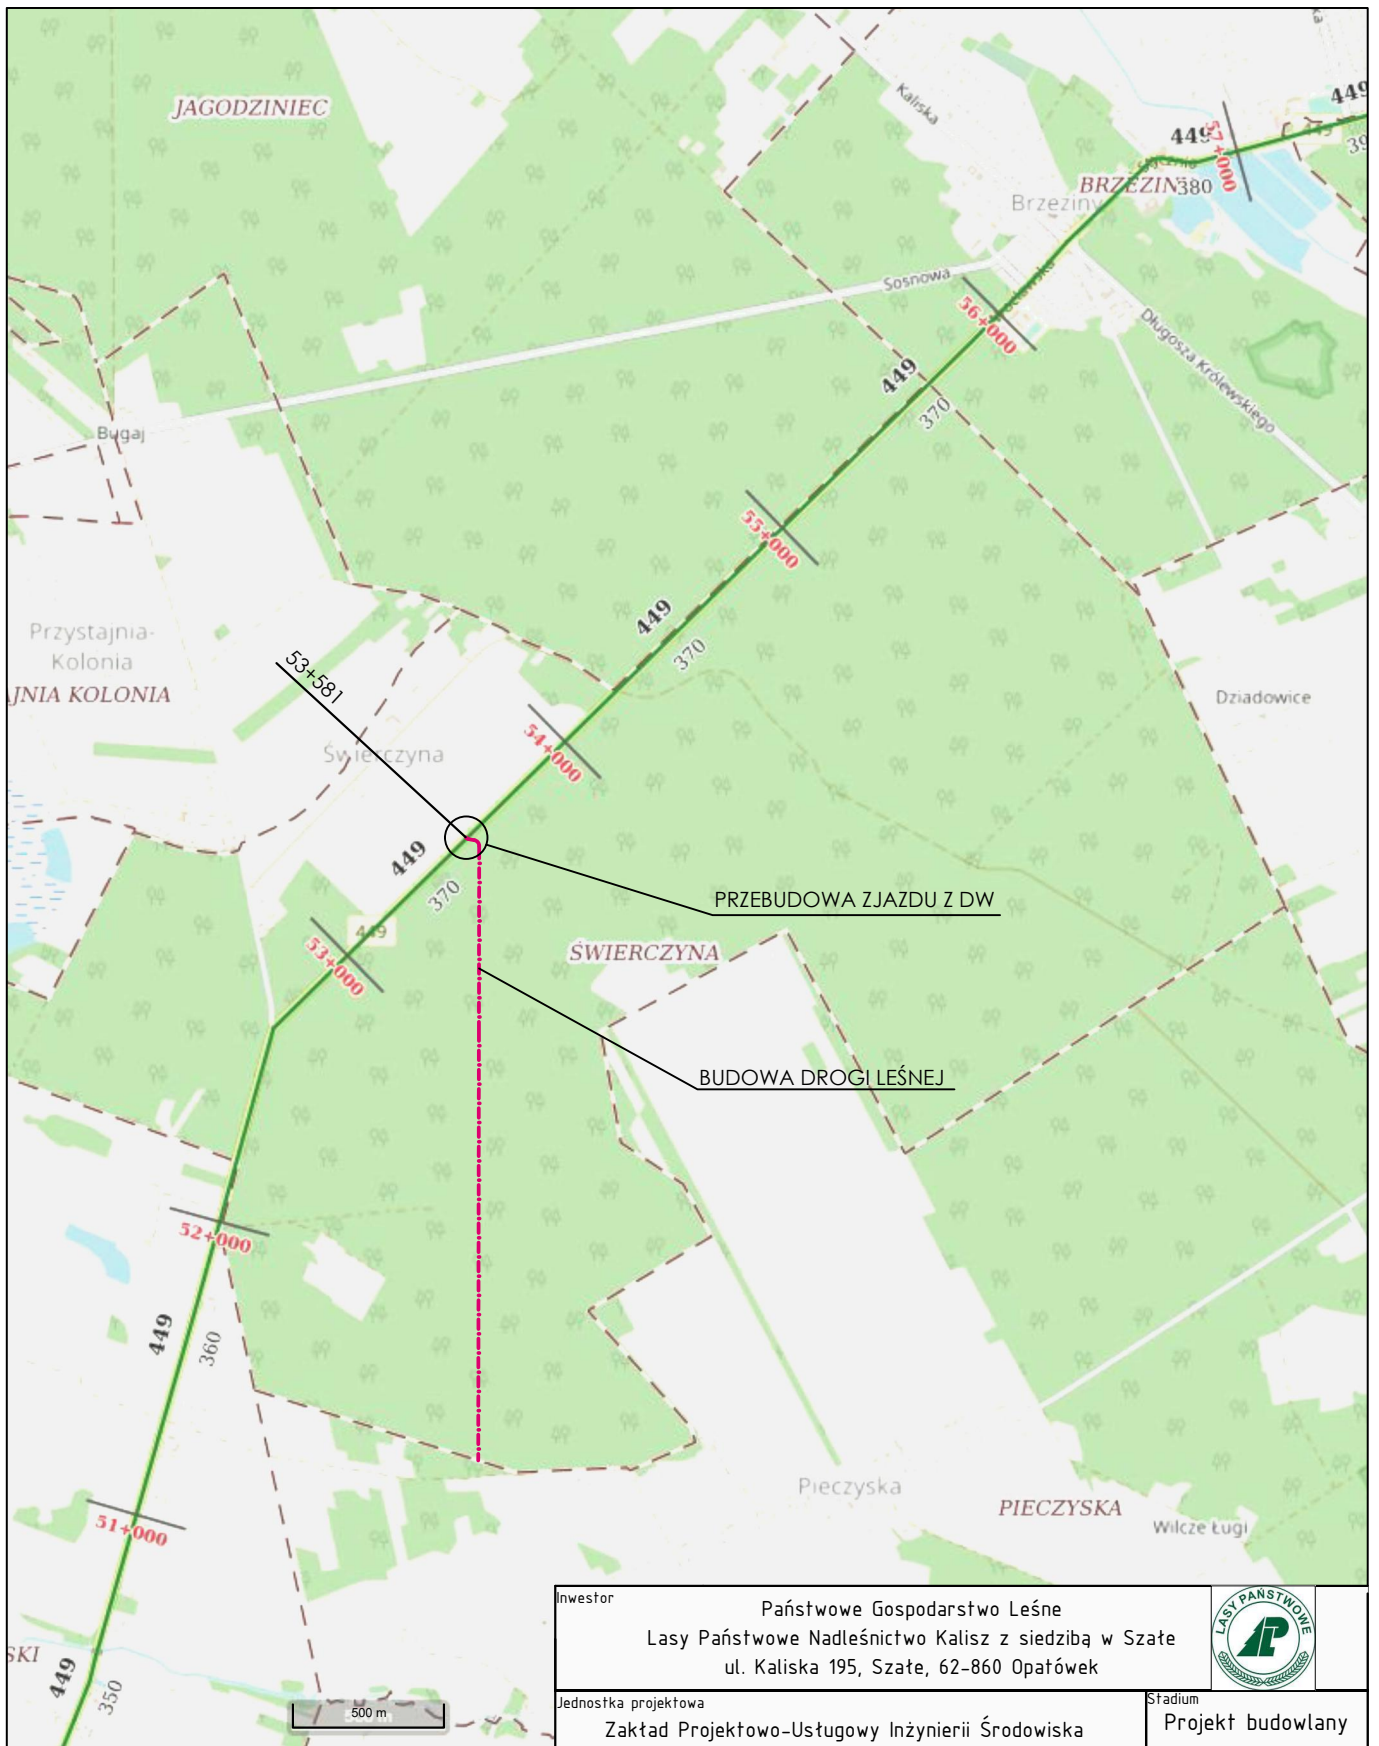 JAGODZINIEC
Kaliska
449
449
57+000
Stycznia
BRZEZIN
380
Brzeziny
39
Sosnowa
56+000
Długosza Królewskiego
449
370
Bugaj
55+000
449
370
Przystajnia-
Kolonia
JNIA KOLONIA
53+581
Dziadowice
Świerczyna
54+000
449
370
PRZEBUDOWA ZJAZDU Z DW
449
53+000
ŚWIERCZYNA
BUDOWA DROGI LEŚNEJ
52+000
449
360
Pieczyska
PIECZYSKA
51+000
Wilcze Ługi
SKI
449
350
500 m
Inwestor
Państwowe Gospodarstwo Leśne
Lasy Państwowe Nadleśnictwo Kalisz z siedzibą w Szałe
ul. Kaliska 195, Szałe, 62-860 Opatówek
LASY PAŃSTWOWE
Jednostka projektowa
Zakład Projektowo-Usługowy Inżynierii Środowiska
Stadium
Projekt budowlany